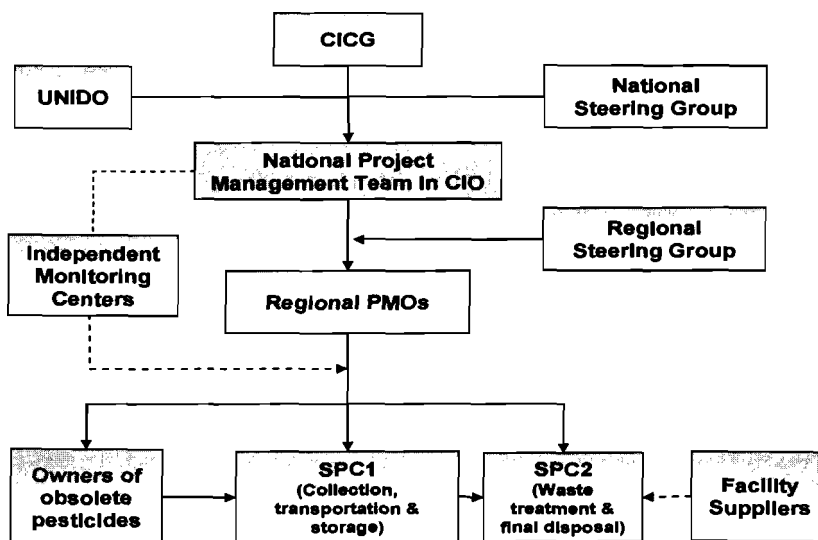 CICG
UNIDO
National
Steering Group
National Project
Management Team in CIO
Regional
Steering Group
Independent
Monitoring
Centers
Regional PMOs
Owners of
obsolete
pesticides
SPC1
(Collection,
transportation &
storage)
SPC2
(Waste
treatment &
final disposal)
Facility
Suppliers